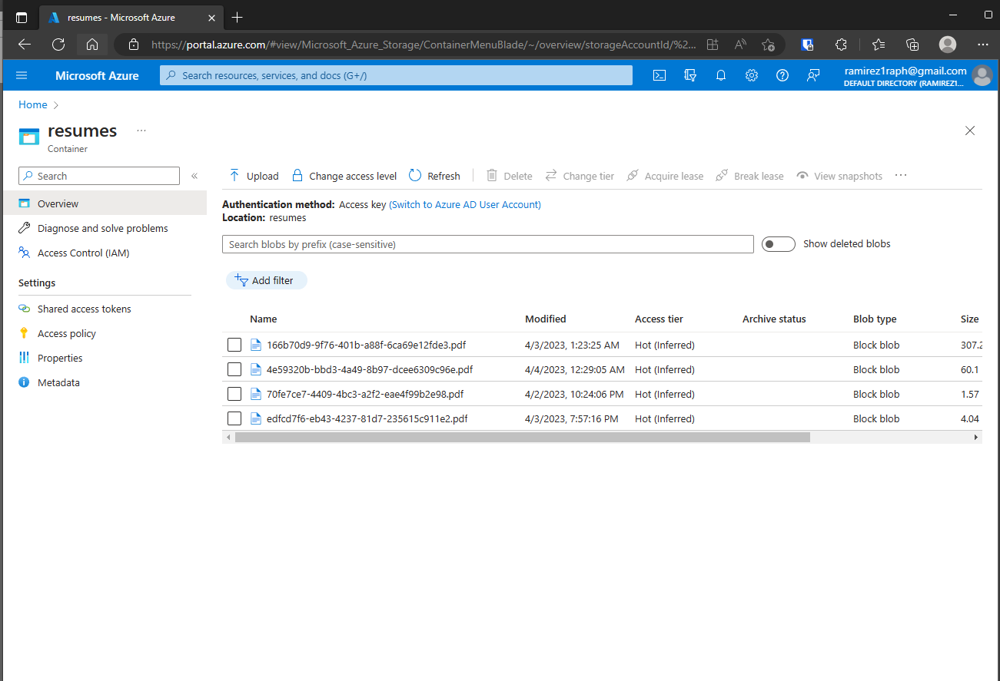 resumes - Microsoft Azure
https://portal.azure.com/#view/Microsoft_Azure_Storage/ContainerMenuBlade/~/overview/storageAccountId/%2...
Microsoft Azure
Search resources, services, and docs (G+/)
ramirez1raph@gmail.com
DEFAULT DIRECTORY (RAMIREZ1...
Home
resumes
...
Container
Search
«
Upload
Change access level
Refresh
Delete
Change tier
Acquire lease
Break lease
View snapshots
...
Overview
Diagnose and solve problems
Access Control (IAM)
Settings
Shared access tokens
Access policy
Properties
Metadata
Authentication method: Access key (Switch to Azure AD User Account)
Location: resumes
Search blobs by prefix (case-sensitive)
Show deleted blobs
Add filter
Name Modified Access tier Archive status Blob type Size
166b70d9-9f76-401b-a88f-6ca69e12fde3.pdf 4/3/2023, 1:23:25 AM Hot (Inferred) Block blob 307.2
4e59320b-bbd3-4a49-8b97-dcee6309c96e.pdf 4/4/2023, 12:29:05 AM Hot (Inferred) Block blob 60.1
70fe7ce7-4409-4bc3-a2f2-eae4f99b2e98.pdf 4/2/2023, 10:24:06 PM Hot (Inferred) Block blob 1.57
edfcd7f6-eb43-4237-81d7-235615c911e2.pdf 4/3/2023, 7:57:16 PM Hot (Inferred) Block blob 4.04